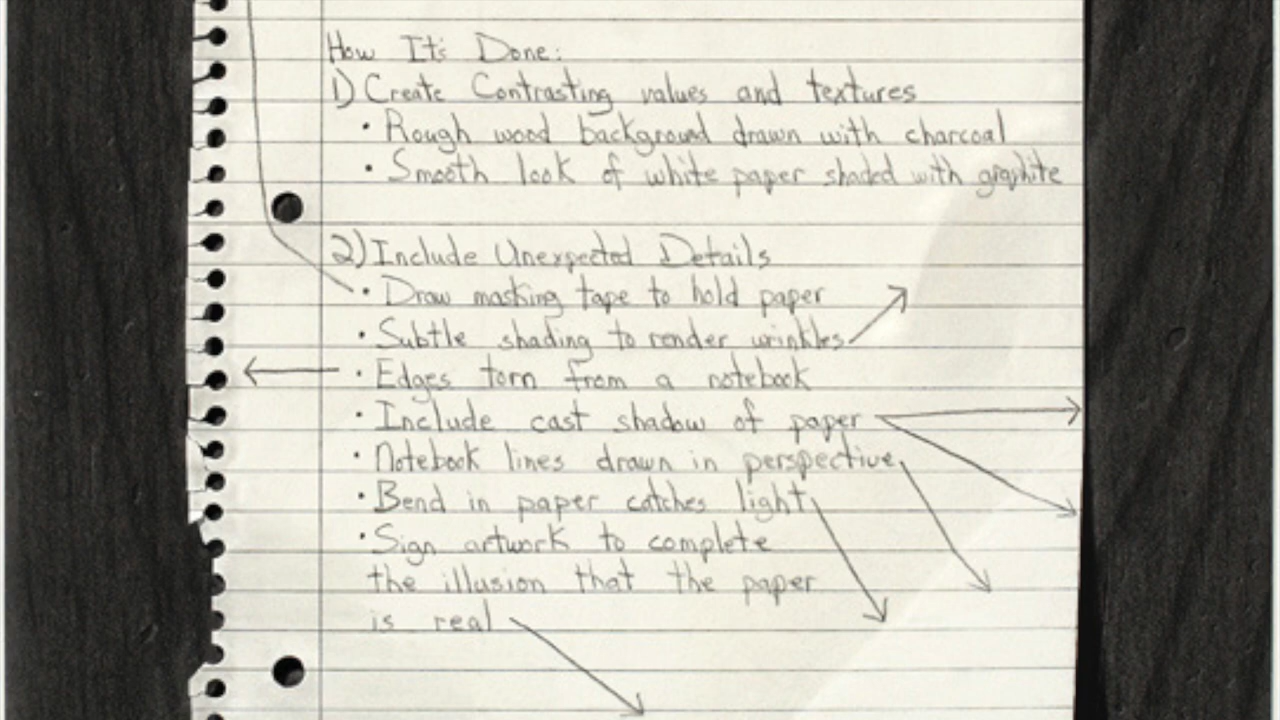 How It's Done:
1) Create Contrasting values and textures
• Rough wood background drawn with charcoal
• Smooth look of white paper shaded with graphite
2) Include Unexpected Details
• Draw masking tape to hold paper
• Subtle shading to render wrinkles
• Edges torn from a notebook
• Include cast shadow of paper
• Notebook lines drawn in perspective
• Bend in paper catches light
• Sign artwork to complete
the illusion that the paper
is real